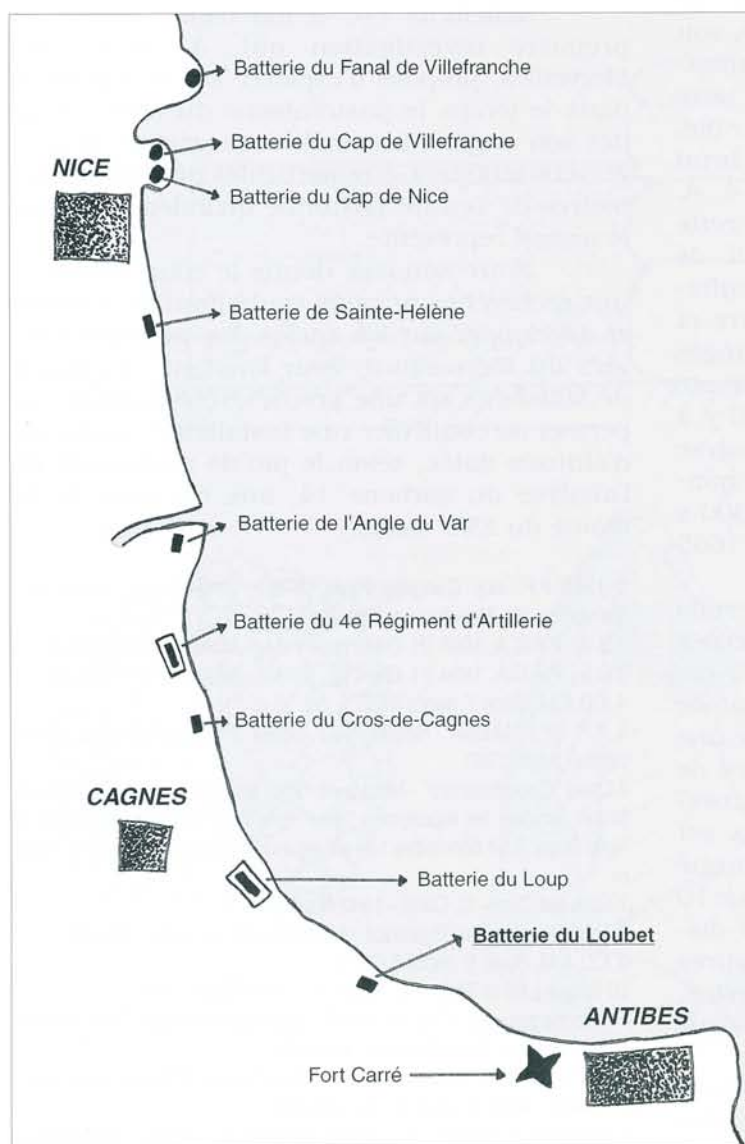 Batterie du Fanal de Villefranche
Batterie du Cap de Villefranche
NICE
Batterie du Cap de Nice
Batterie de Sainte-Hélène
Batterie de l'Angle du Var
Batterie du 4e Régiment d'Artillerie
Batterie du Cros-de-Cagnes
CAGNES
Batterie du Loup
Batterie du Loubet
ANTIBES
Fort Carré